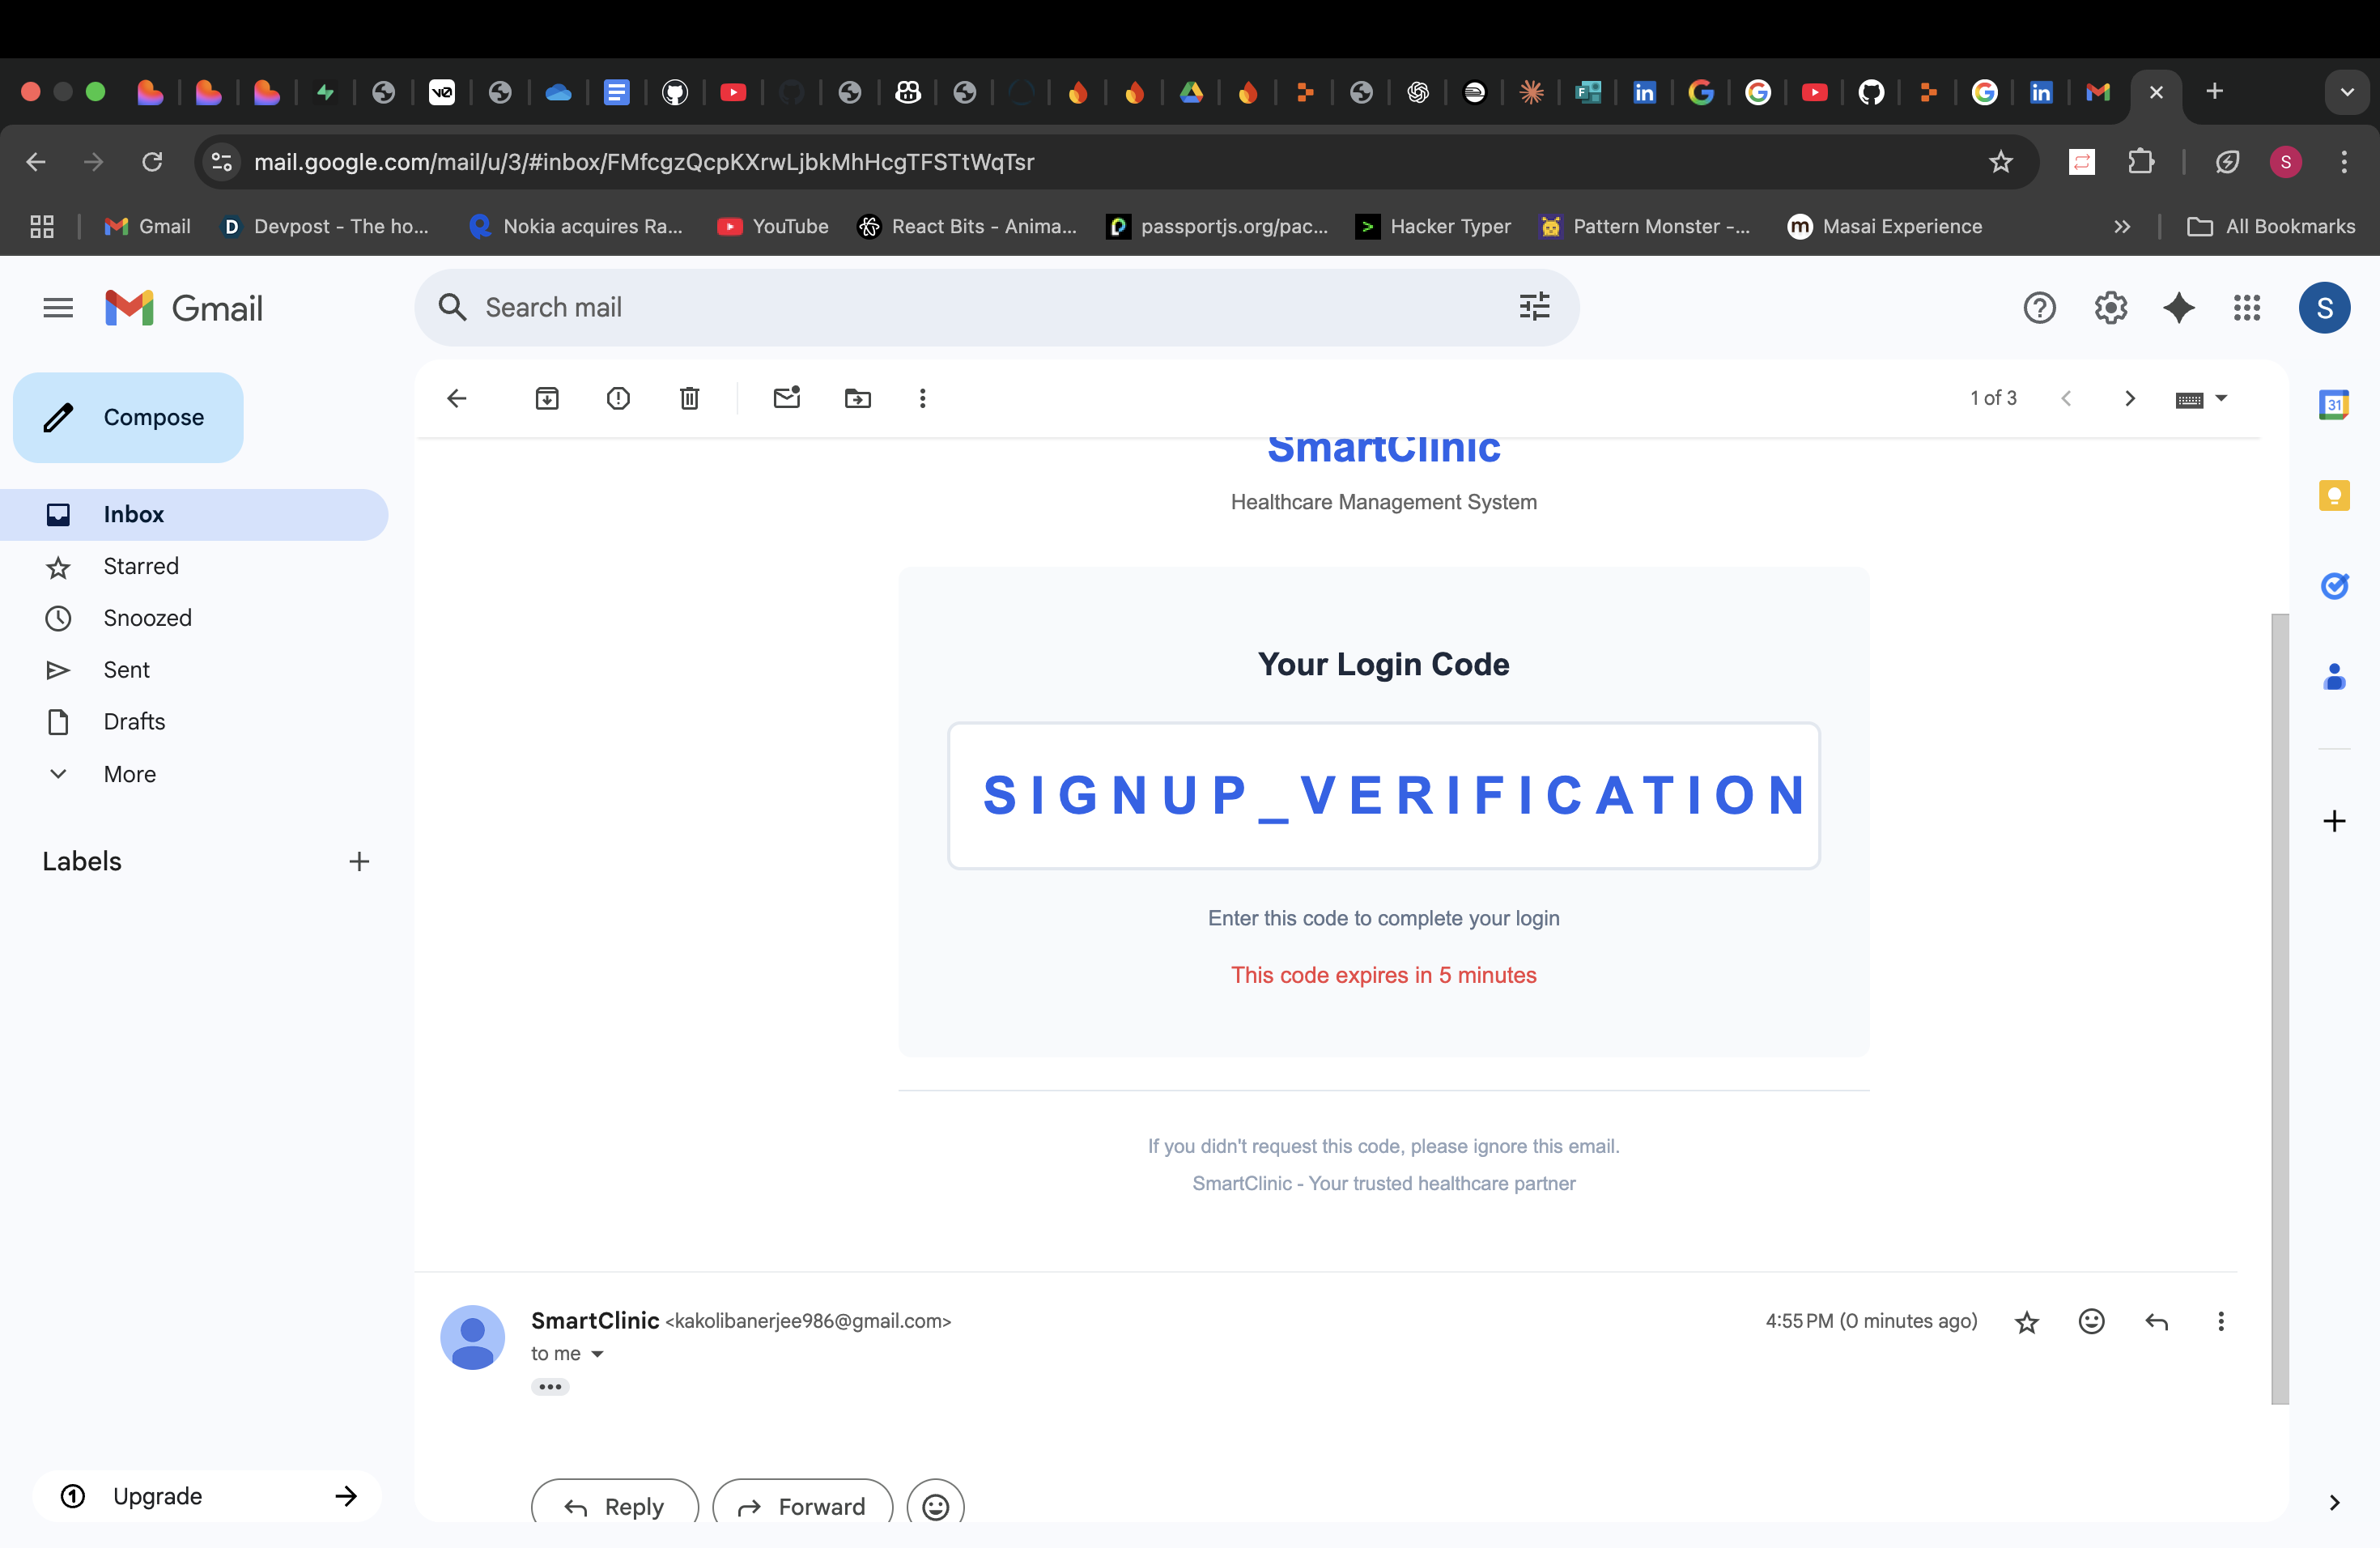 mail.google.com/mail/u/3/#inbox/FMfcgzQcpKXrwLjbkMhHcgTFSTtWqTsr
S
Gmail
Devpost - The ho...
Nokia acquires Ra...
YouTube
React Bits - Anima...
passportjs.org/pac...
Hacker Typer
Pattern Monster -...
Masai Experience
All Bookmarks
Gmail
Search mail
S
Compose
1 of 3
Inbox
Starred
Snoozed
Sent
Drafts
More
Labels
Upgrade
SmartClinic
Healthcare Management System
Your Login Code
SIGNUP_VERIFICATION
Enter this code to complete your login
This code expires in 5 minutes
If you didn't request this code, please ignore this email.
SmartClinic - Your trusted healthcare partner
SmartClinic <kakolibanerjee986@gmail.com>
4:55 PM (0 minutes ago)
to me
Reply
Forward
31